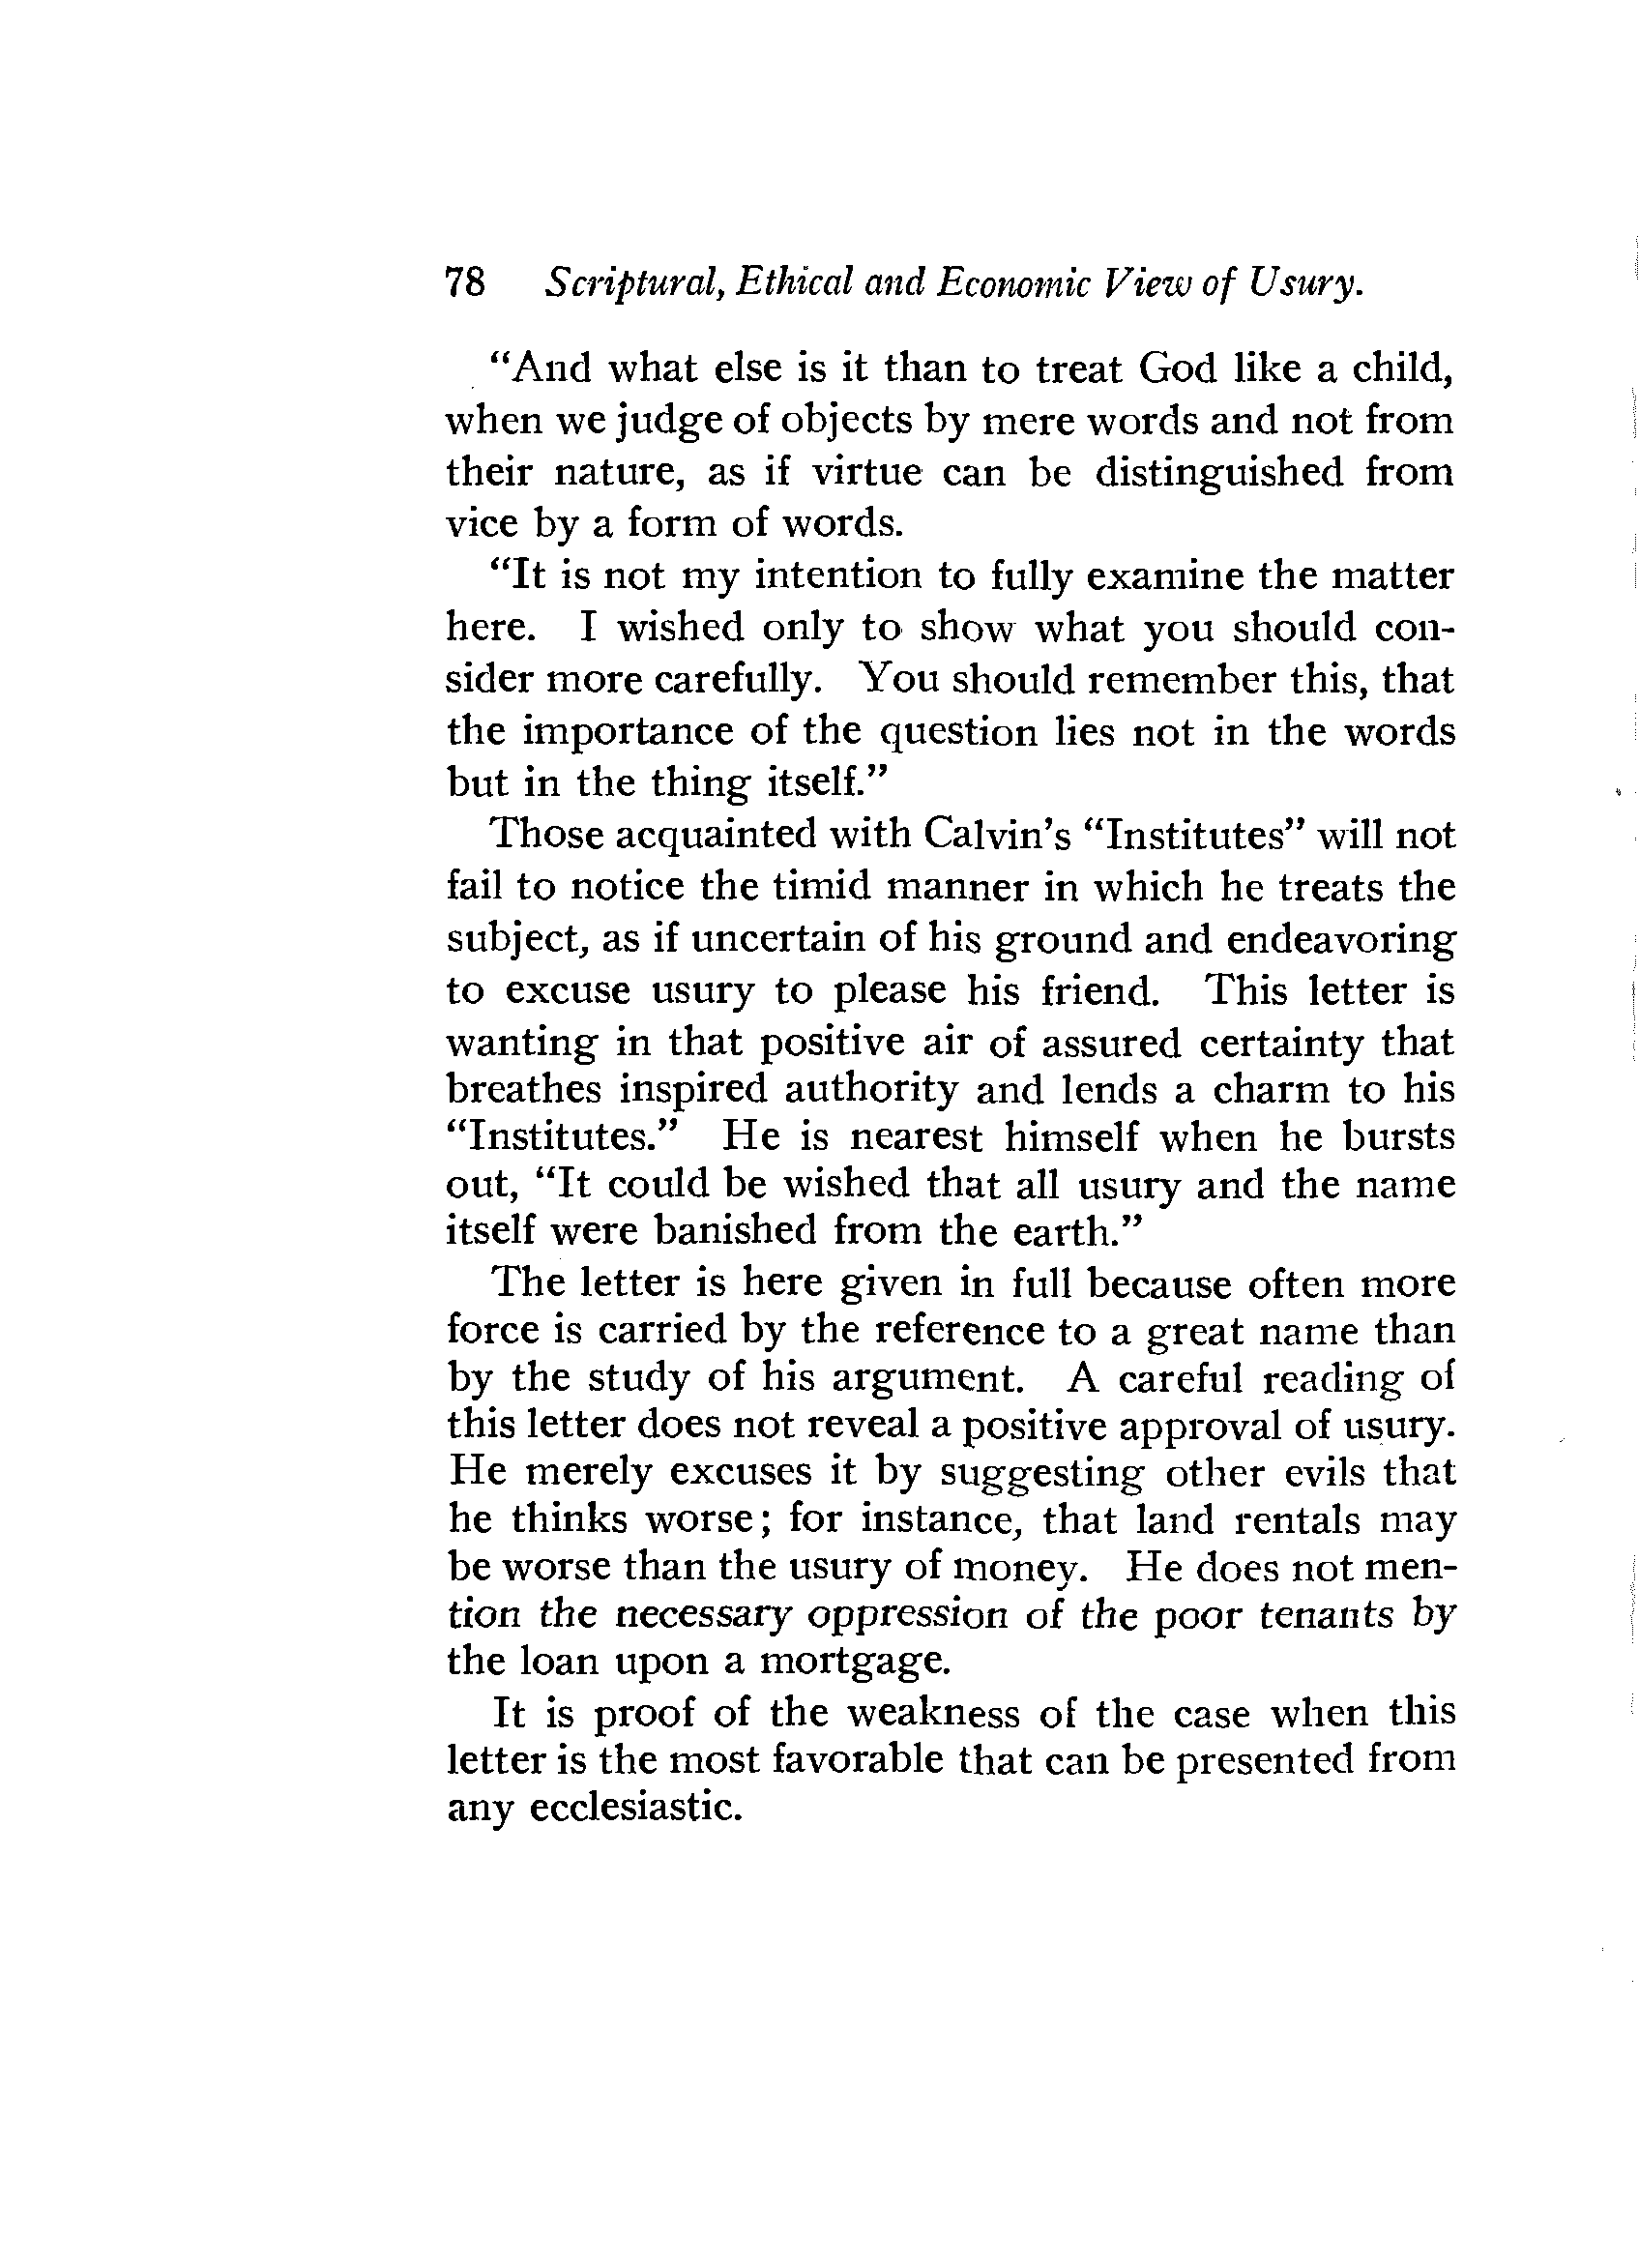 78 Scriptural, Ethical and Economic View of Usury.
"And what else is it than to treat God like a child,
when we judge of objects by mere words and not from
their nature, as if virtue can be distinguished from
vice by a form of words.
"It is not my intention to fully examine the matter
here. I wished only to show what you should con-
sider more carefully. You should remember this, that
the importance of the question lies not in the words
but in the thing itself."
Those acquainted with Calvin's "Institutes" will not
fail to notice the timid manner in which he treats the
subject, as if uncertain of his ground and endeavoring
to excuse usury to please his friend. This letter is
wanting in that positive air of assured certainty that
breathes inspired authority and lends a charm to his
"Institutes." He is nearest himself when he bursts
out, "It could be wished that all usury and the name
itself were banished from the earth."
The letter is here given in full because often more
force is carried by the reference to a great name than
by the study of his argument. A careful reading of
this letter does not reveal a positive approval of usury.
He merely excuses it by suggesting other evils that
he thinks worse; for instance, that land rentals may
be worse than the usury of money. He does not men-
tion the necessary oppression of the poor tenants by
the loan upon a mortgage.
It is proof of the weakness of the case when this
letter is the most favorable that can be presented from
any ecclesiastic.